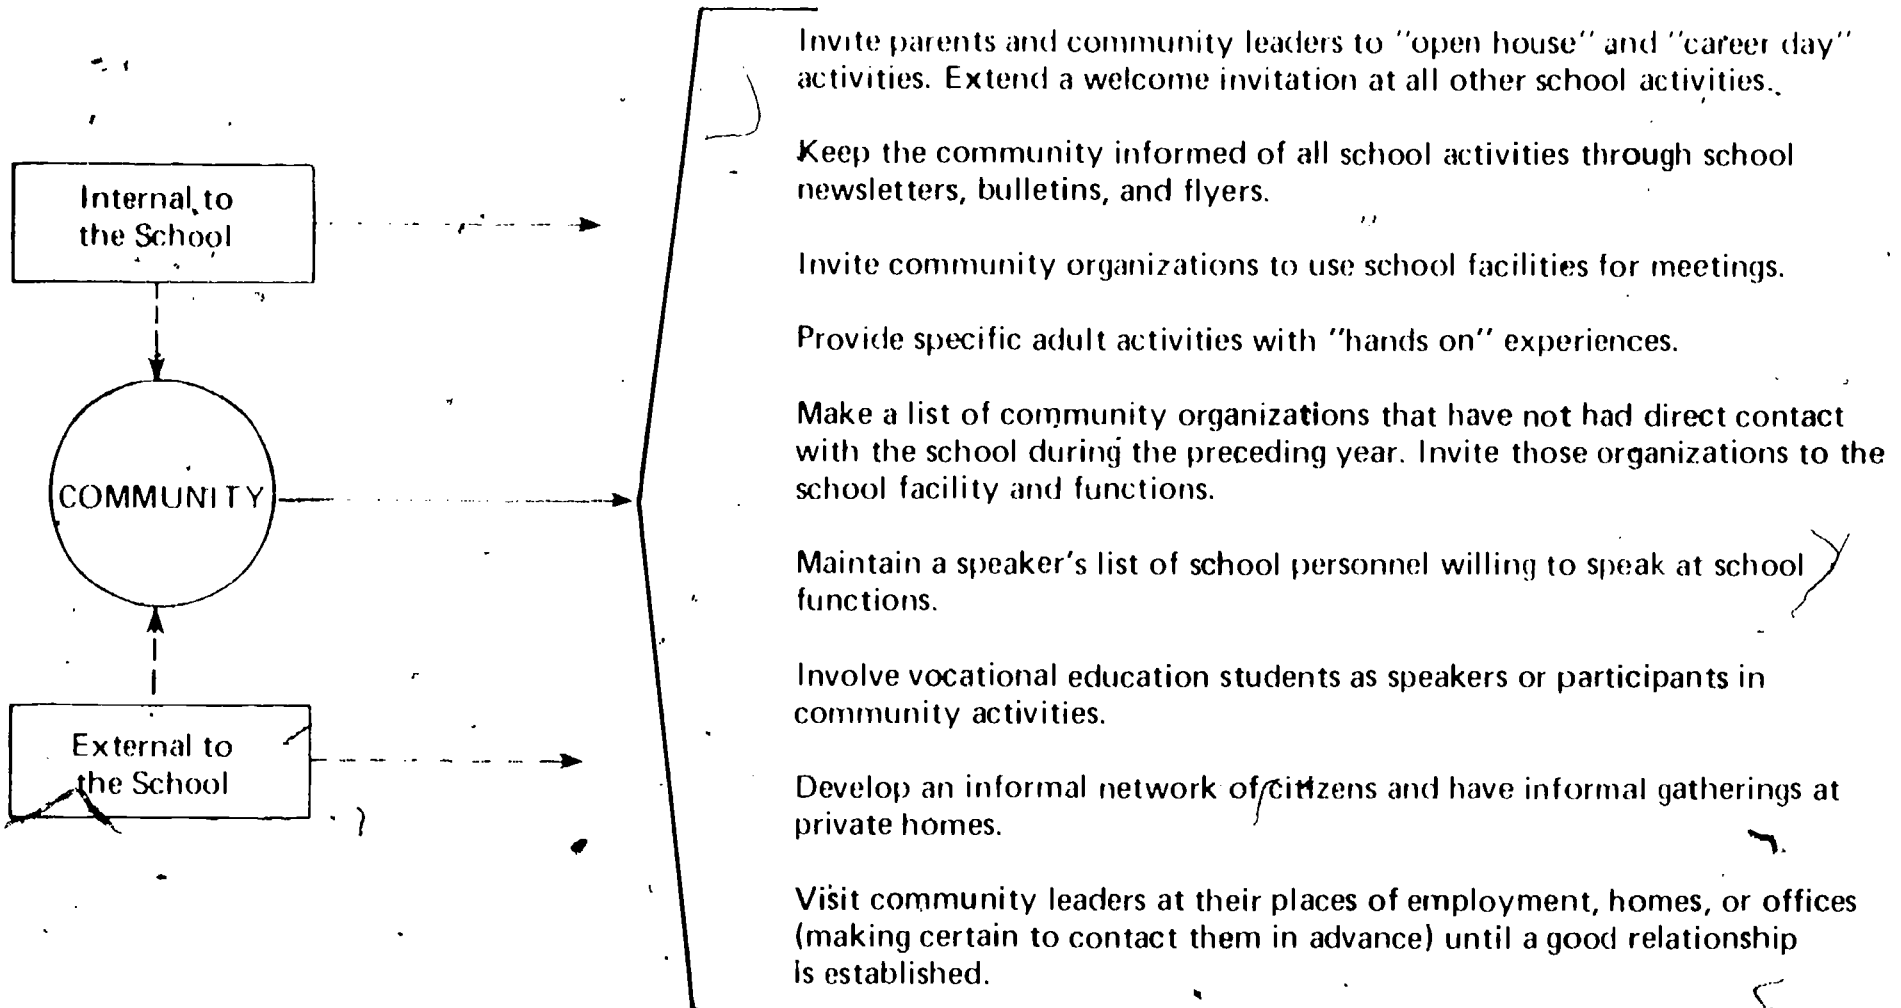 Internal to
the School
COMMUNITY
External to
the School
Invite parents and community leaders to "open house" and "career day"
activities. Extend a welcome invitation at all other school activities.
Keep the community informed of all school activities through school
newsletters, bulletins, and flyers.
Invite community organizations to use school facilities for meetings.
Provide specific adult activities with "hands on" experiences.
Make a list of community organizations that have not had direct contact
with the school during the preceding year. Invite those organizations to the
school facility and functions.
Maintain a speaker's list of school personnel willing to speak at school
functions.
Involve vocational education students as speakers or participants in
community activities.
Develop an informal network of citizens and have informal gatherings at
private homes.
Visit community leaders at their places of employment, homes, or offices
(making certain to contact them in advance) until a good relationship
is established.